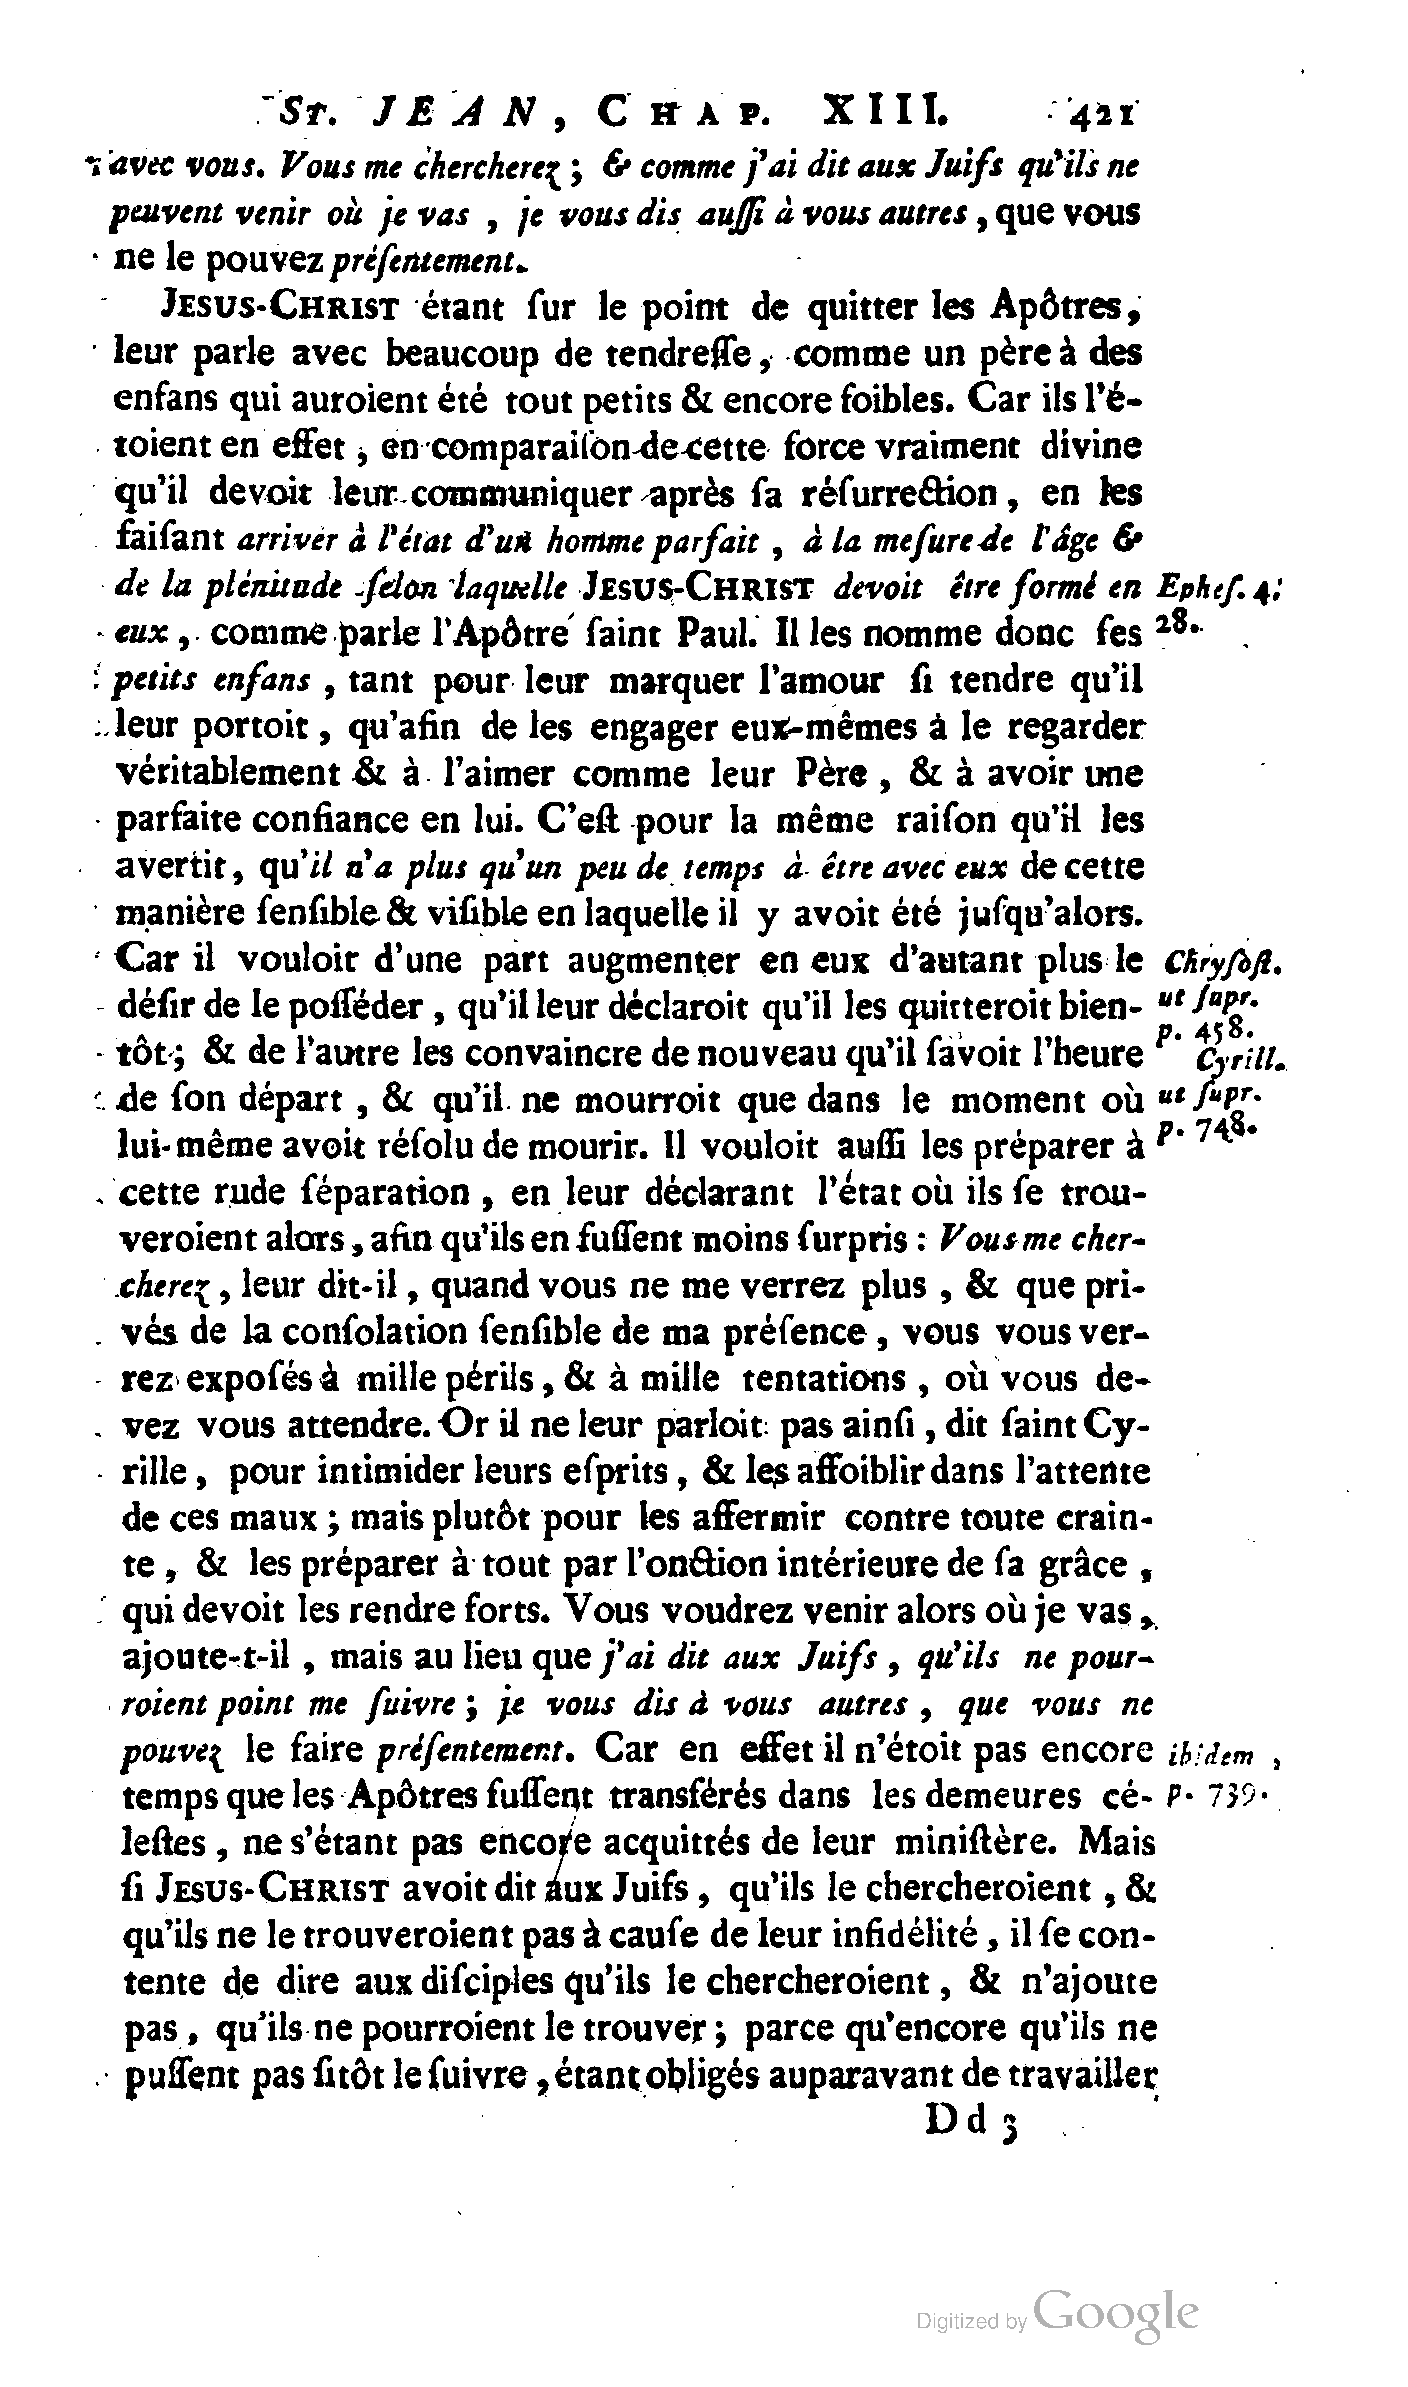 St. JEAN, CHAP. XIII. 421
avec vous. Vous me chercherez ; & comme j'ai dit aux Juifs qu'ils ne
peuvent venir où je vas , je vous dis auſſi à vous autres , que vous
ne le pouvez préſentement.
JESUS-CHRIST étant ſur le point de quitter les Apôtres,
leur parle avec beaucoup de tendreſſe, comme un père à des
enfans qui auroient été tout petits & encore foibles. Car ils l'é-
toient en effet , en comparaiſon de cette force vraiment divine
qu'il devoit leur communiquer après ſa réſurrection , en les
faiſant arriver à l'état d'un homme parfait , à la meſure de l'âge &
de la plénitude ſelon laquelle JESUS-CHRIST devoit être formé en Epheſ. 4.
eux , comme parle l'Apôtre ſaint Paul. Il les nomme donc ſes 28.
petits enfans , tant pour leur marquer l'amour ſi tendre qu'il
leur portoit , qu'afin de les engager eux-mêmes à le regarder
véritablement & à l'aimer comme leur Père , & à avoir une
parfaite confiance en lui. C'eſt pour la même raiſon qu'il les
avertit, qu'il n'a plus qu'un peu de temps à être avec eux de cette
manière ſenſible & viſible en laquelle il y avoit été juſqu'alors.
Car il vouloit d'une part augmenter en eux d'autant plus le Chryſoſt.
déſir de le poſſéder , qu'il leur déclaroit qu'il les quitteroit bien- ut ſupr.
p. 458.
tôt ; & de l'autre les convaincre de nouveau qu'il ſavoit l'heure Cyrill.
de ſon départ , & qu'il ne mourroit que dans le moment où ut ſupr.
lui-même avoit réſolu de mourir. Il vouloit auſſi les préparer à p. 748.
cette rude ſéparation , en leur déclarant l'état où ils ſe trou-
veroient alors , afin qu'ils en fuſſent moins ſurpris : Vous me cher-
cherez , leur dit-il , quand vous ne me verrez plus , & que pri-
vés de la conſolation ſenſible de ma préſence , vous vous ver-
rez expoſés à mille périls , & à mille tentations , où vous de-
vez vous attendre. Or il ne leur parloit pas ainſi , dit ſaint Cy-
rille , pour intimider leurs eſprits , & les affoiblir dans l'attente
de ces maux ; mais plutôt pour les affermir contre toute crain-
te , & les préparer à tout par l'onction intérieure de ſa grâce ,
qui devoit les rendre forts. Vous voudrez venir alors où je vas ,
ajoute-t-il , mais au lieu que j'ai dit aux Juifs , qu'ils ne pour-
roient point me ſuivre ; je vous dis à vous autres , que vous ne
pouvez le faire préſentement. Car en effet il n'étoit pas encore ibidem ,
temps que les Apôtres fuſſent transférés dans les demeures cé- p. 739.
leſtes , ne s'étant pas encore acquittés de leur miniſtère. Mais
ſi JESUS-CHRIST avoit dit aux Juifs , qu'ils le chercheroient , &
qu'ils ne le trouveroient pas à cauſe de leur infidélité , il ſe con-
tente de dire aux diſciples qu'ils le chercheroient , & n'ajoute
pas , qu'ils ne pourroient le trouver ; parce qu'encore qu'ils ne
puſſent pas ſitôt le ſuivre , étant obligés auparavant de travailler
Dd 3
Digitized by Google